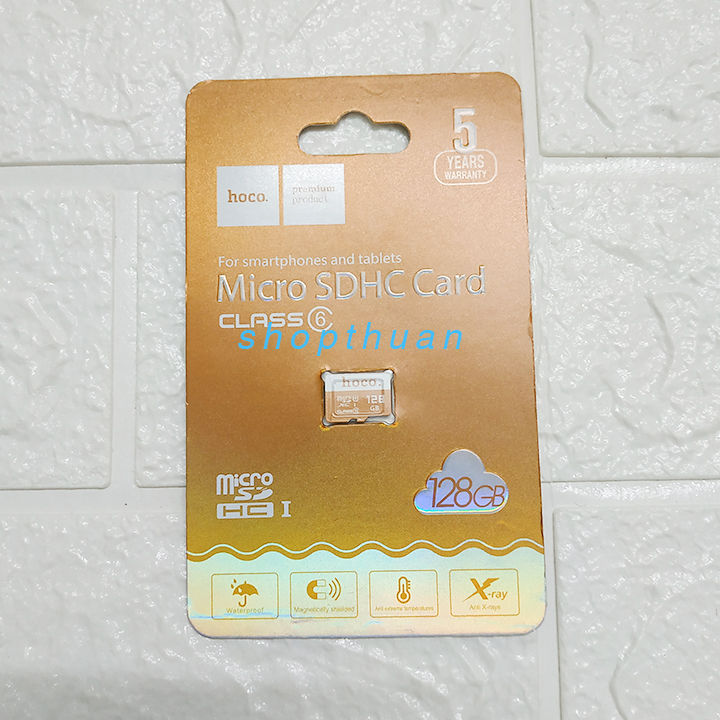 5
YEARS
WARRANTY
hoco.
premium
product
For smartphones and tablets
Micro SDHC Card
CLASS 6
shopthuan
hoco.
128
GB
CLASS
micro
SD
HC I
128GB
Waterproof
Magnetically shielded
Anti extreme temperatures
X-ray
Anti X-rays